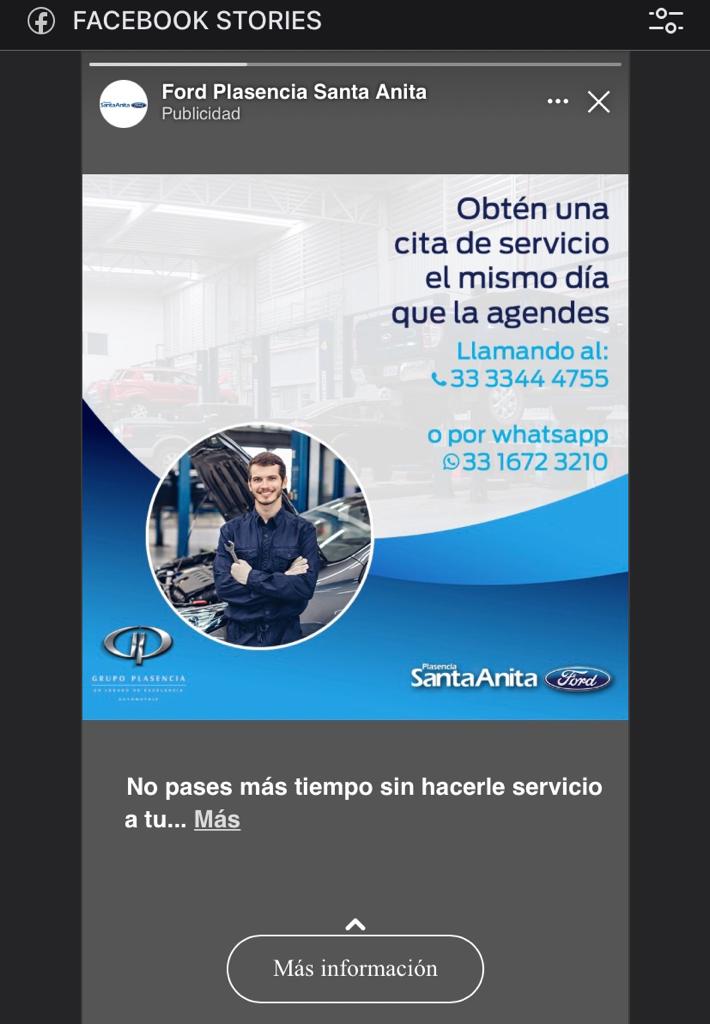 FACEBOOK STORIES
Ford Plasencia Santa Anita
Publicidad
Obtén una
cita de servicio
el mismo día
que la agendes
Llamando al:
33 3344 4755
o por whatsapp
33 1672 3210
GRUPO PLASENCIA
UN LEGADO DE EXCELENCIA
AUTOMOTRIZ
Plasencia
SantaAnita Ford
No pases más tiempo sin hacerle servicio
a tu... Más
Más información